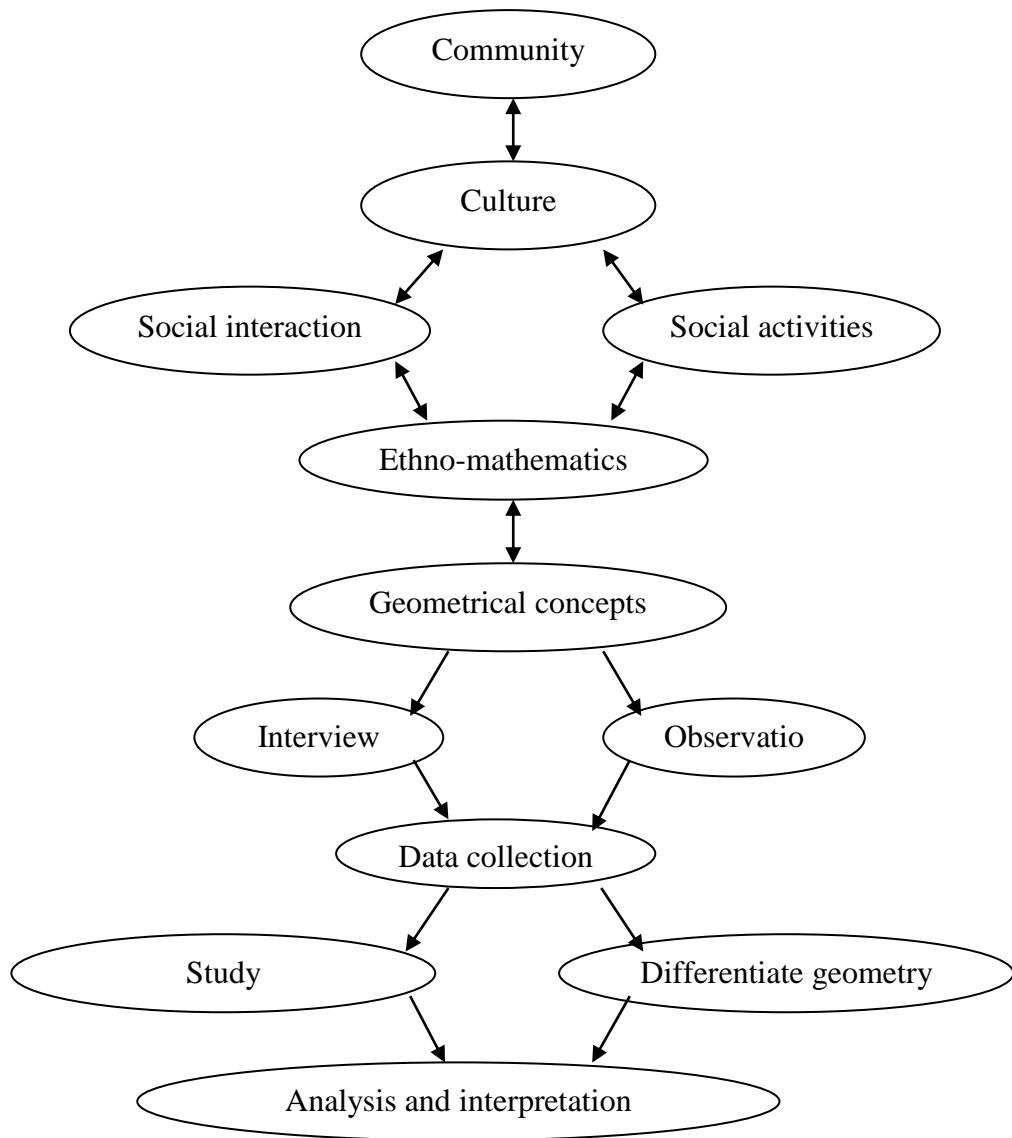 Community
Culture
Social interaction
Social activities
Ethno-mathematics
Geometrical concepts
Interview
Observatio
Data collection
Study
Differentiate geometry
Analysis and interpretation